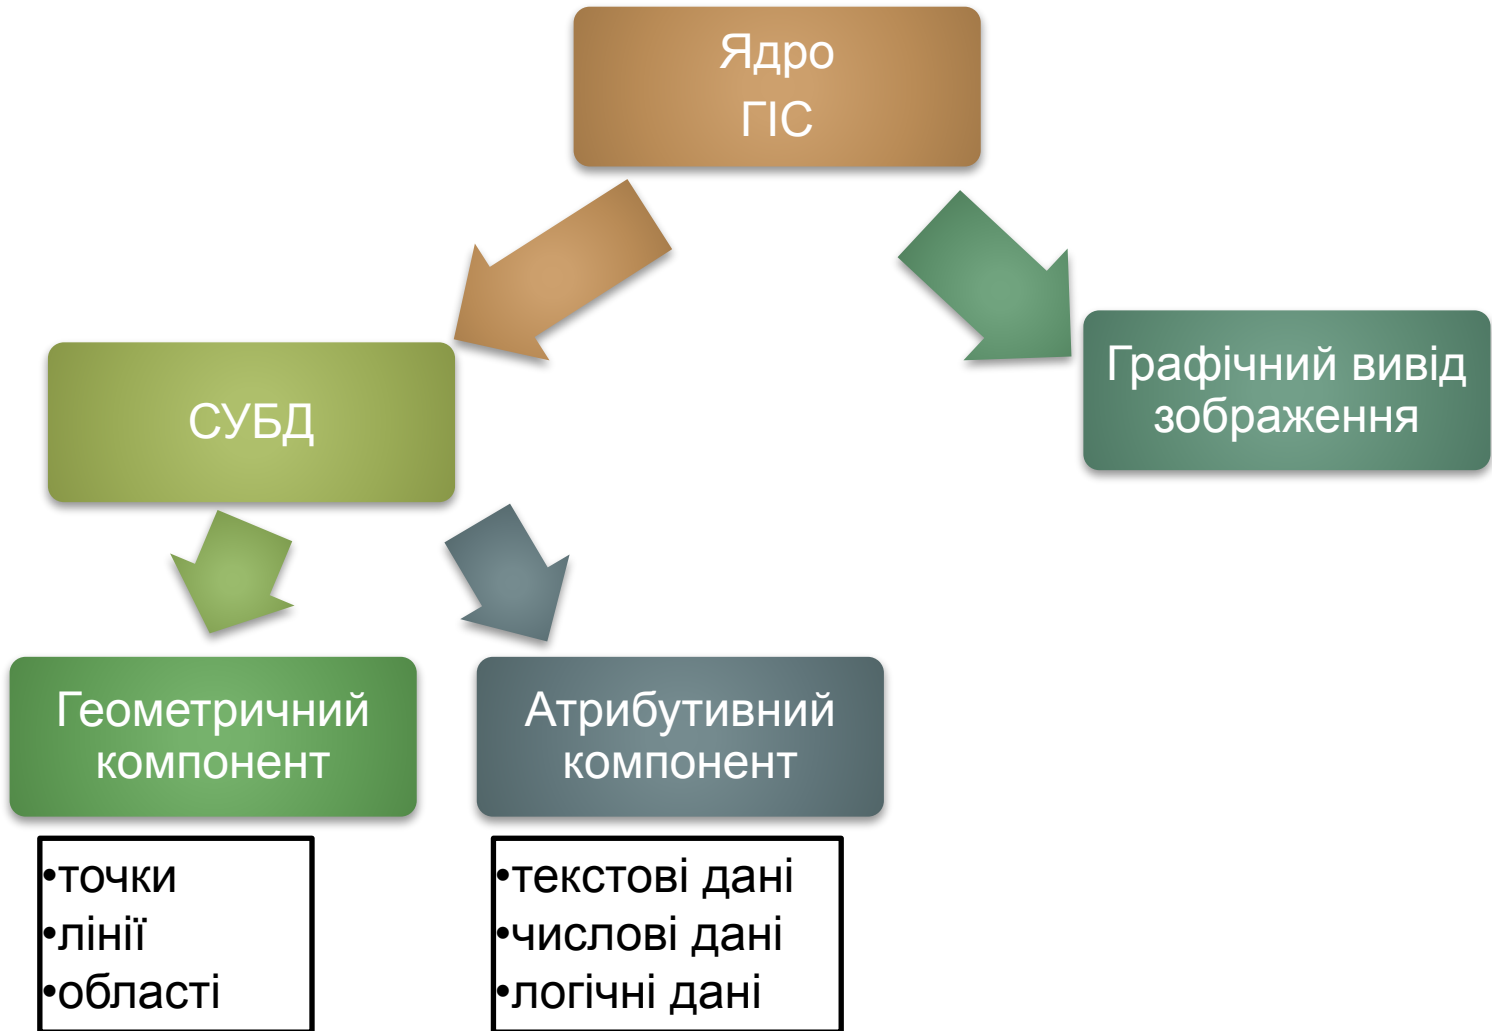 Ядро
ГІС
СУБД
Графічний вивід
зображення
Геометричний
компонент
Атрибутивний
компонент
•точки
•лінії
•області
•текстові дані
•числові дані
•логічні дані